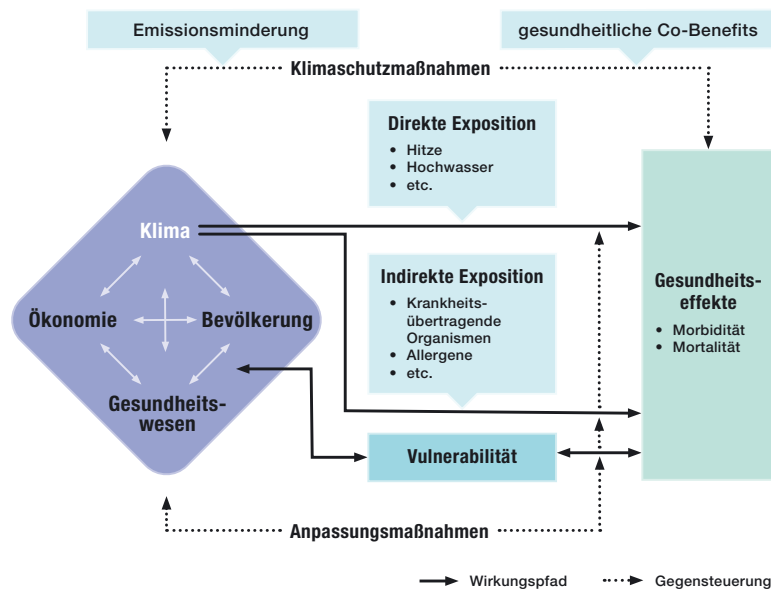 Emissionsminderung
gesundheitliche Co-Benefits
Klimaschutzmaßnahmen
Direkte Exposition
• Hitze
• Hochwasser
• etc.
Klima
Ökonomie
Bevölkerung
Gesundheits-
wesen
Indirekte Exposition
• Krankheits-
übertragende
Organismen
• Allergene
• etc.
Gesundheits-
effekte
• Morbidität
• Mortalität
Vulnerabilität
Anpassungsmaßnahmen
Wirkungspfad
Gegensteuerung